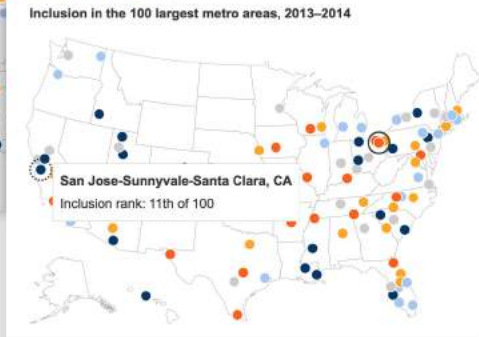 Inclusion in the 100 largest metro areas, 2013–2014
San Jose-Sunnyvale-Santa Clara, CA
Inclusion rank: 11th of 100